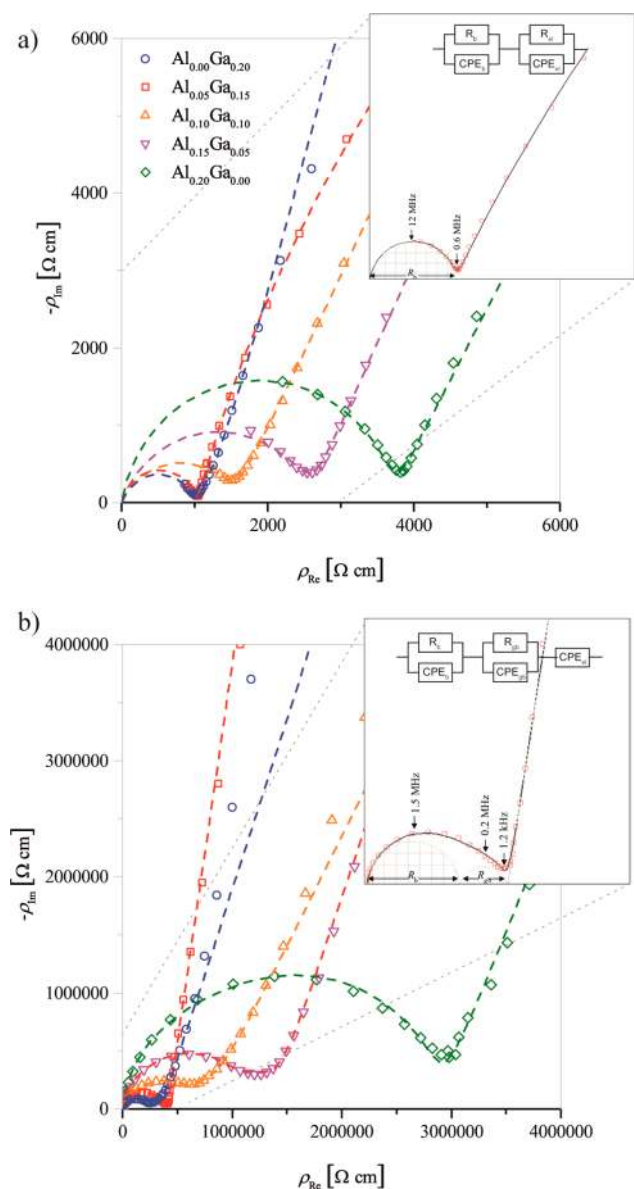 a)
6000
4000
2000
0
-ρIm [Ω cm]
Al0.00Ga0.20
Al0.05Ga0.15
Al0.10Ga0.10
Al0.15Ga0.05
Al0.20Ga0.00
Rb
CPEb
Rel
CPEel
12 MHz
0.6 MHz
Rb
0
2000
4000
6000
ρRe [Ω cm]
b)
4000000
3000000
2000000
1000000
0
-ρIm [Ω cm]
Rb
CPEb
Rgb
CPEgb
CPEel
1.5 MHz
0.2 MHz
1.2 kHz
Rb
Rgb
0
1000000
2000000
3000000
4000000
ρRe [Ω cm]